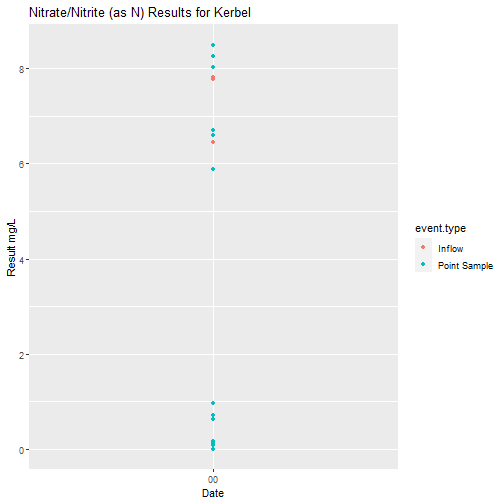 Nitrate/Nitrite (as N) Results for Kerbel
8
6
4
2
0
Result mg/L
00
Date
event.type
Inflow
Point Sample